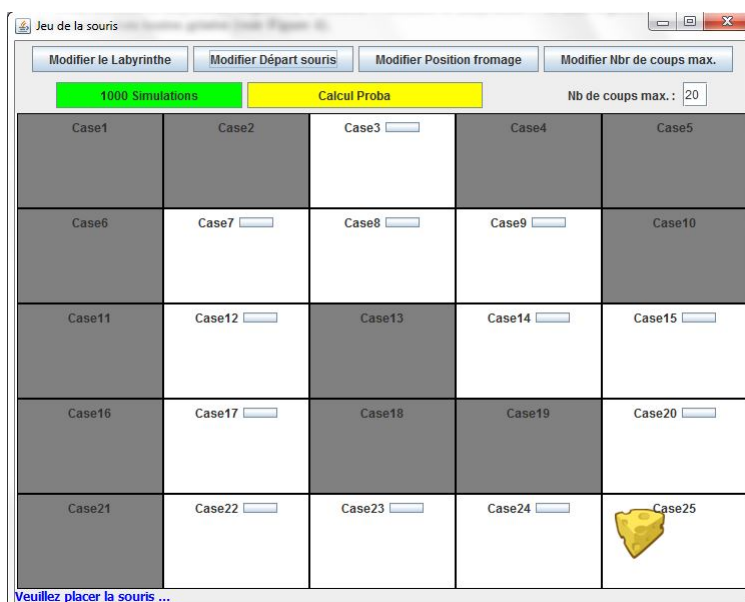 Jeu de la souris
Modifier le Labyrinthe Modifier Départ souris Modifier Position fromage Modifier Nbr de coups max.
1000 Simulations Calcul Proba Nb de coups max. : 20
Case1 Case2 Case3 Case4 Case5
Case6 Case7 Case8 Case9 Case10
Case11 Case12 Case13 Case14 Case15
Case16 Case17 Case18 Case19 Case20
Case21 Case22 Case23 Case24 Case25
Veuillez placer la souris ...